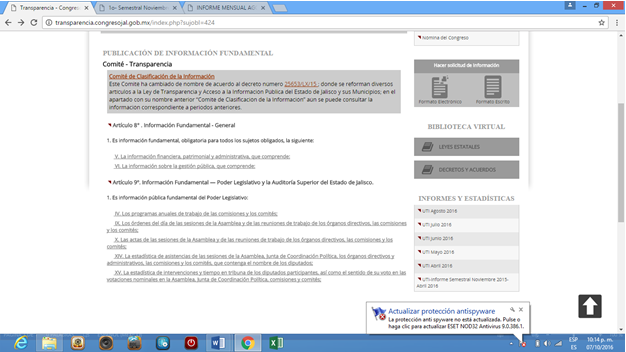 Transparencia - Congres
1o- Semestral Noviembr
INFORME MENSUAL AG
transparencia.congresojal.gob.mx/index.php?sujobl=424
Nómina del Congreso
PUBLICACIÓN DE INFORMACIÓN FUNDAMENTAL
Comité - Transparencia
Comité de Clasificación de la Información
Este Comité ha cambiado de nombre de acuerdo al decreto número 25653/LX/15 ; donde se reforman diversos
artículos a la Ley de Transparencia y Acceso a la Información Pública del Estado de Jalisco y sus Municipios; en
el apartado con su nombre anterior "Comite de Clasificacion de la Informacion" aun se puede consultar la
informacion correspondiente a periodos anteriores.
Artículo 8° . Información Fundamental - General
1. Es información fundamental, obligatoria para todos los sujetos obligados, la siguiente:
V. La información financiera, patrimonial y administrativa, que comprende:
VI. La información sobre la gestión pública, que comprende:
Artículo 9°. Información Fundamental — Poder Legislativo y la Auditoría Superior del Estado de Jalisco.
1. Es información pública fundamental del Poder Legislativo:
IV. Los programas anuales de trabajo de las comisiones y los comités;
IX. Los órdenes del día de las sesiones de la Asamblea y de las reuniones de trabajo de los órganos directivos, las comisiones
y los comités;
X. Las actas de las sesiones de la Asamblea y de las reuniones de trabajo de los órganos directivos, las comisiones y los
comités;
XIV. La estadística de asistencias de las sesiones de la Asamblea, Junta de Coordinación Política, los órganos directivos y
administrativas, las comisiones y los comités, que contenga el nombre de los diputados;
XV. La estadística de intervenciones y tiempo en tribuna de los diputados participantes, así como el sentido de su voto en las
votaciones nominales en la Asamblea, Junta de Coordinación Política, comisiones y comités;
Hacer solicitud de Información
Formato Electrónico
Formato Escrito
BIBLIOTECA VIRTUAL
LEYES ESTATALES
DECRETOS Y ACUERDOS
INFORMES Y ESTADÍSTICAS
UTI Agosto 2016
UTI Julio 2016
UTI Junio 2016
UTI Mayo 2016
UTI Abril 2016
UTI-Informe Semestral Noviembre 2015-
Abril 2016
Actualizar protección antispyware
La protección anti spyware no está actualizada. Pulse o
haga clic para actualizar ESET NOD32 Antivirus 9.0.386.1.
ESP
ES
10:14 p. m.
07/10/2016